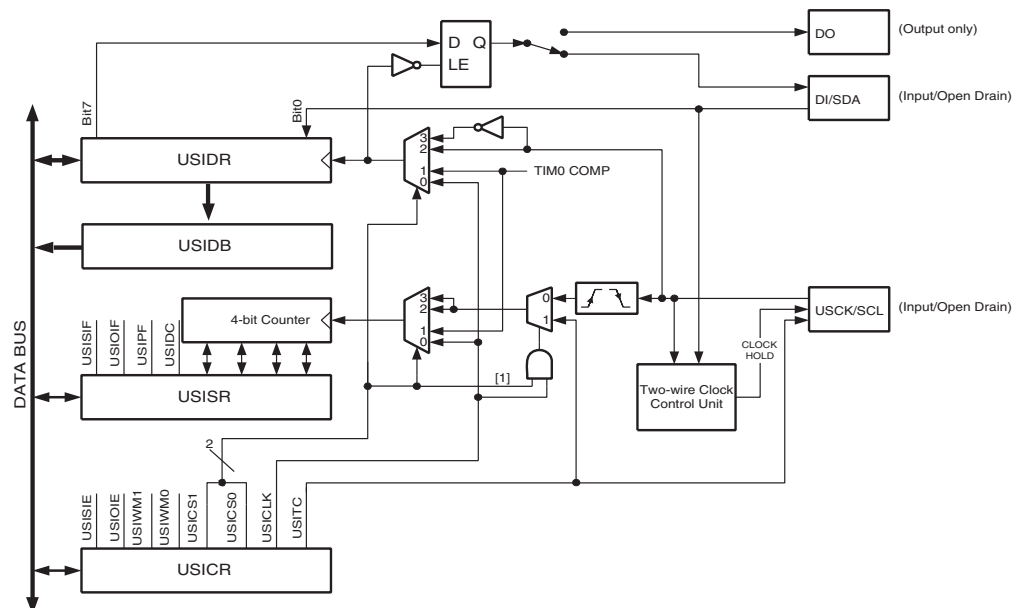 D Q
LE
DO
(Output only)
DI/SDA
(Input/Open Drain)
Bit7
Bit0
USIDR
3
2
1
0
TIM0 COMP
USIDB
DATA BUS
4-bit Counter
3
2
1
0
0
1
USCK/SCL
(Input/Open Drain)
CLOCK
HOLD
USISIF
USIOIF
USIPF
USIDC
[1]
Two-wire Clock
Control Unit
USISR
2
USISIE
USIOIE
USIWM1
USIWM0
USICS1
USICS0
USICLK
USITC
USICR